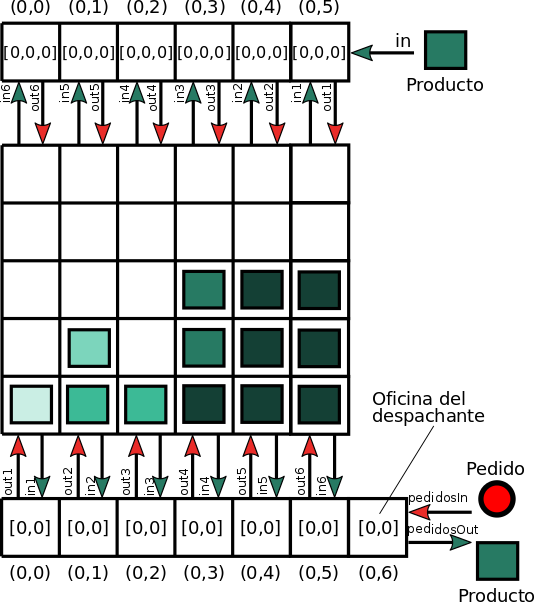 (0,0) (0,1) (0,2) (0,3) (0,4) (0,5)
[0,0,0] [0,0,0] [0,0,0] [0,0,0] [0,0,0] [0,0,0]
in
Producto
in6 out6 in5 out5 in4 out4 in3 out3 in2 out2 in1 out1
Oficina del
despachante
out1 in1 out2 in2 out3 in3 out4 in4 out5 in5 out6 in6
Pedido
pedidosIn
[0,0] [0,0] [0,0] [0,0] [0,0] [0,0] [0,0]
pedidosOut
(0,0) (0,1) (0,2) (0,3) (0,4) (0,5) (0,6)
Producto